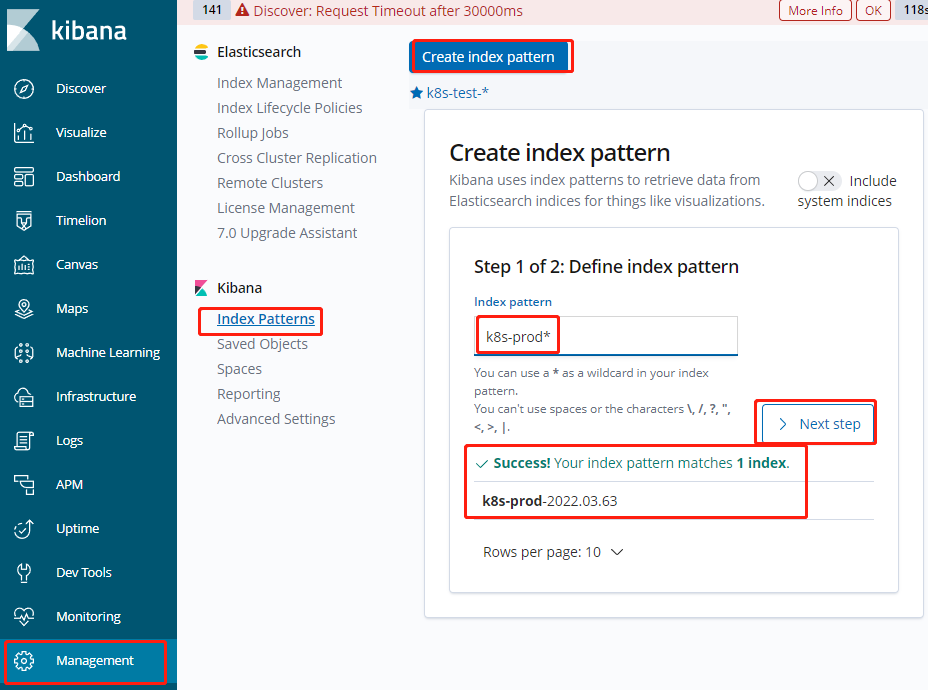 kibana
Discover
Visualize
Dashboard
Timelion
Canvas
Maps
Machine Learning
Infrastructure
Logs
APM
Uptime
Dev Tools
Monitoring
Management
141
Discover: Request Timeout after 30000ms
More Info
OK
118s
Elasticsearch
Index Management
Index Lifecycle Policies
Rollup Jobs
Cross Cluster Replication
Remote Clusters
License Management
7.0 Upgrade Assistant
Kibana
Index Patterns
Saved Objects
Spaces
Reporting
Advanced Settings
Create index pattern
k8s-test-*
Create index pattern
Kibana uses index patterns to retrieve data from
Elasticsearch indices for things like visualizations.
Include
system indices
Step 1 of 2: Define index pattern
Index pattern
k8s-prod*
You can use a * as a wildcard in your index
pattern.
You can't use spaces or the characters \, /, ?, ",
<, >, |.
Next step
Success! Your index pattern matches 1 index.
k8s-prod-2022.03.63
Rows per page: 10